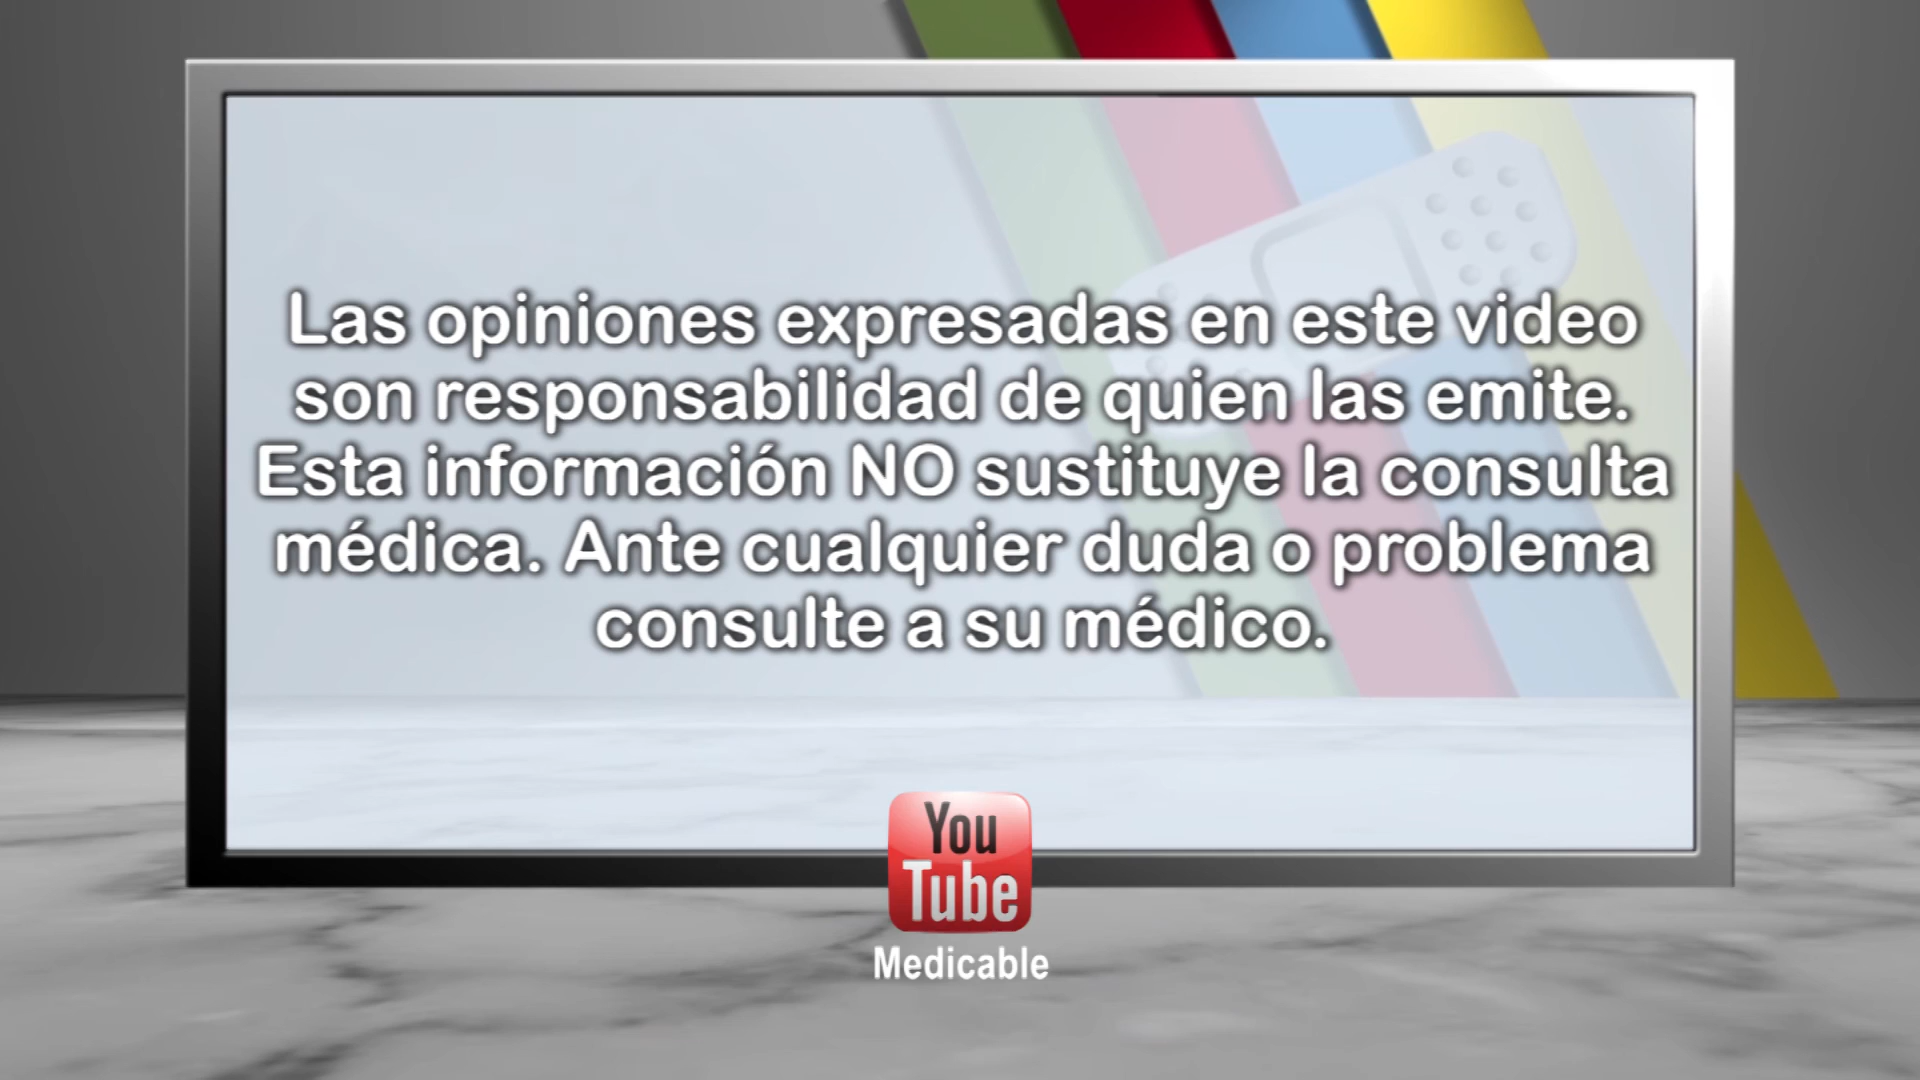 Las opiniones expresadas en este video
son responsabilidad de quien las emite.
Esta información NO sustituye la consulta
médica. Ante cualquier duda o problema
consulte a su médico.
You
Tube
Medicable